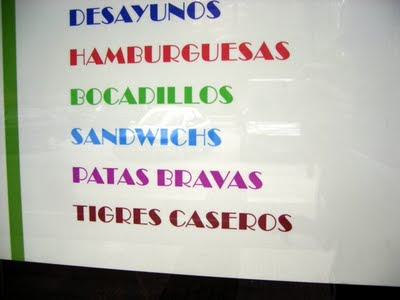 DESAYUNOS
HAMBURGUESAS
BOCADILLOS
SANDWICHS
PATAS BRAVAS
TIGRES CASEROS